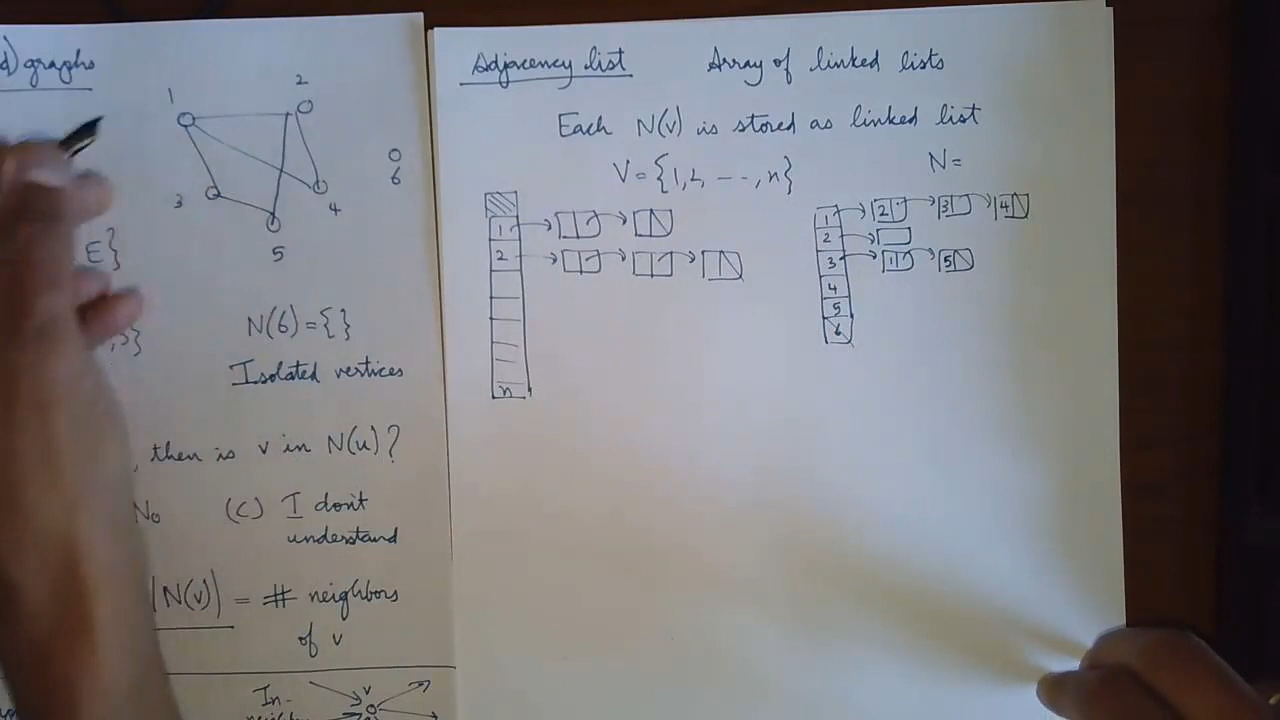 d) graphs
1
2
3
4
5
6
E}
N(6)={}
Isolated vertices
, then is v in N(u)?
No (C) I don't
understand
|N(v)| = # neighbors
of v
In-
v
Adjacency list Array of linked lists
Each N(v) is stored as linked list
V={1,2, ---, n} N=
1
2
n
1 2 3 4
2
3 1 5
4
5
6